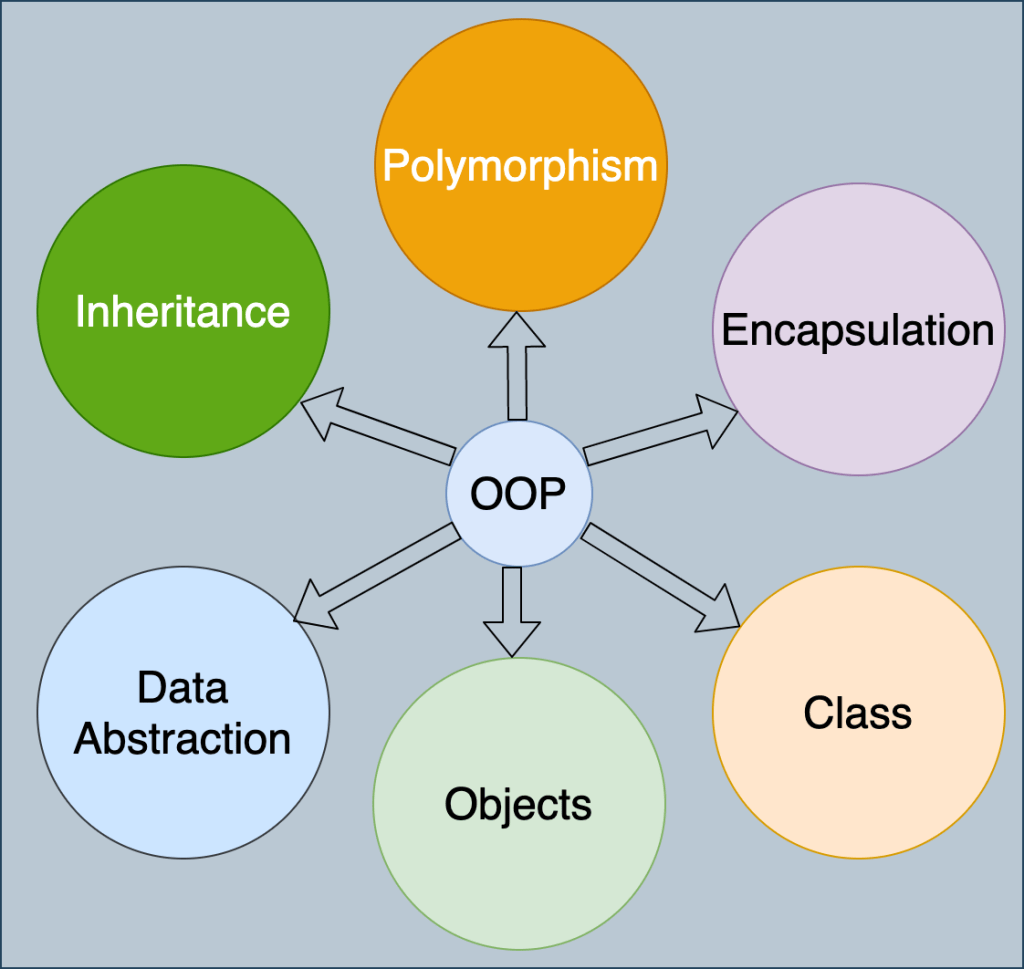 Polymorphism
Inheritance
Encapsulation
OOP
Data
Abstraction
Class
Objects